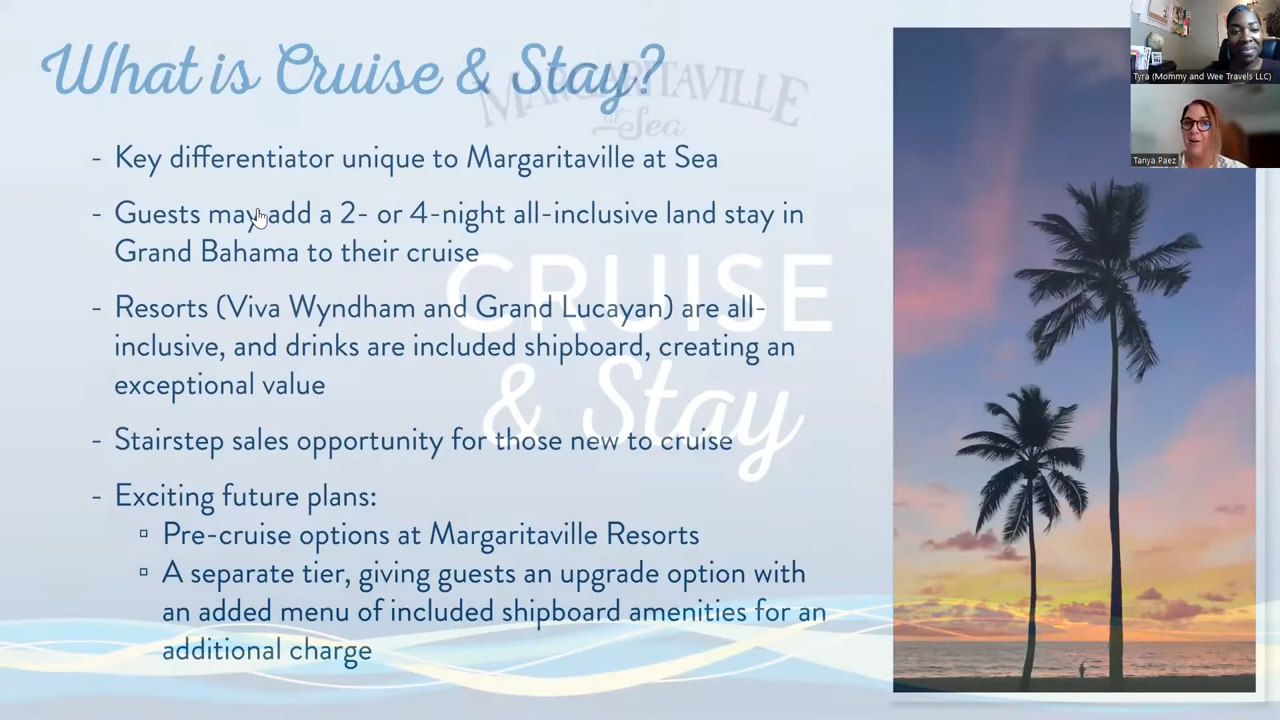 What is Cruise & Stay?
MARGARITAVILLE
at Sea
- Key differentiator unique to Margaritaville at Sea
- Guests may add a 2- or 4-night all-inclusive land stay in
Grand Bahama to their cruise
CRUISE
& Stay
- Resorts (Viva Wyndham and Grand Lucayan) are all-
inclusive, and drinks are included shipboard, creating an
exceptional value
- Stairstep sales opportunity for those new to cruise
- Exciting future plans:
▫ Pre-cruise options at Margaritaville Resorts
▫ A separate tier, giving guests an upgrade option with
an added menu of included shipboard amenities for an
additional charge
Tyra (Mommy and Wee Travels LLC)
Tanya Paez